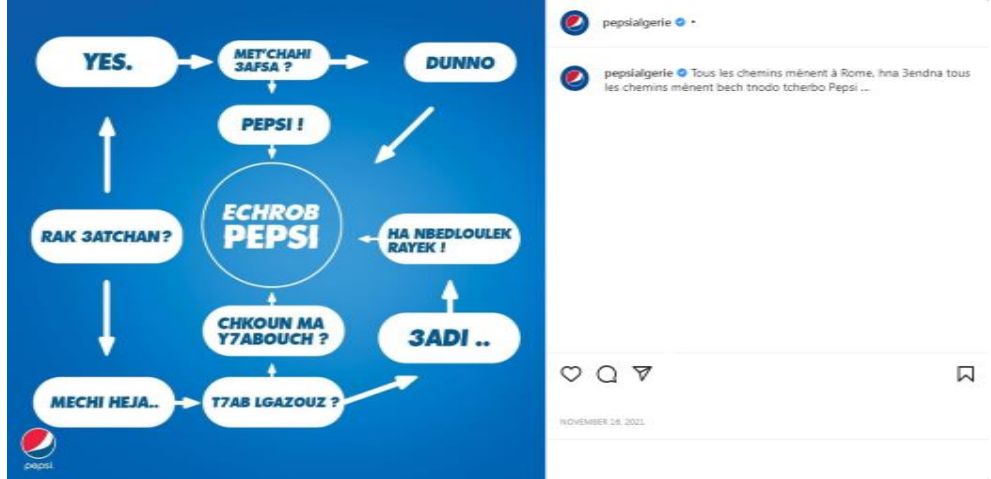 YES.
MET'CHAHI
3AFSA ?
DUNNO
PEPSI !
ECHROB
PEPSI
RAK 3ATCHAN?
HA NBEDLOULEK
RAYEK !
CHKOUN MA
Y7ABOUCH ?
3ADI ..
MECHI HEJA..
T7AB LGAZOUZ ?
pepsi
pepsialgerie •
pepsialgerie Tous les chemins mènent à Rome, hna 3endna tous
les chemins mènent bech tnodo tcherbo Pepsi ...
NOVEMBER 16, 2021